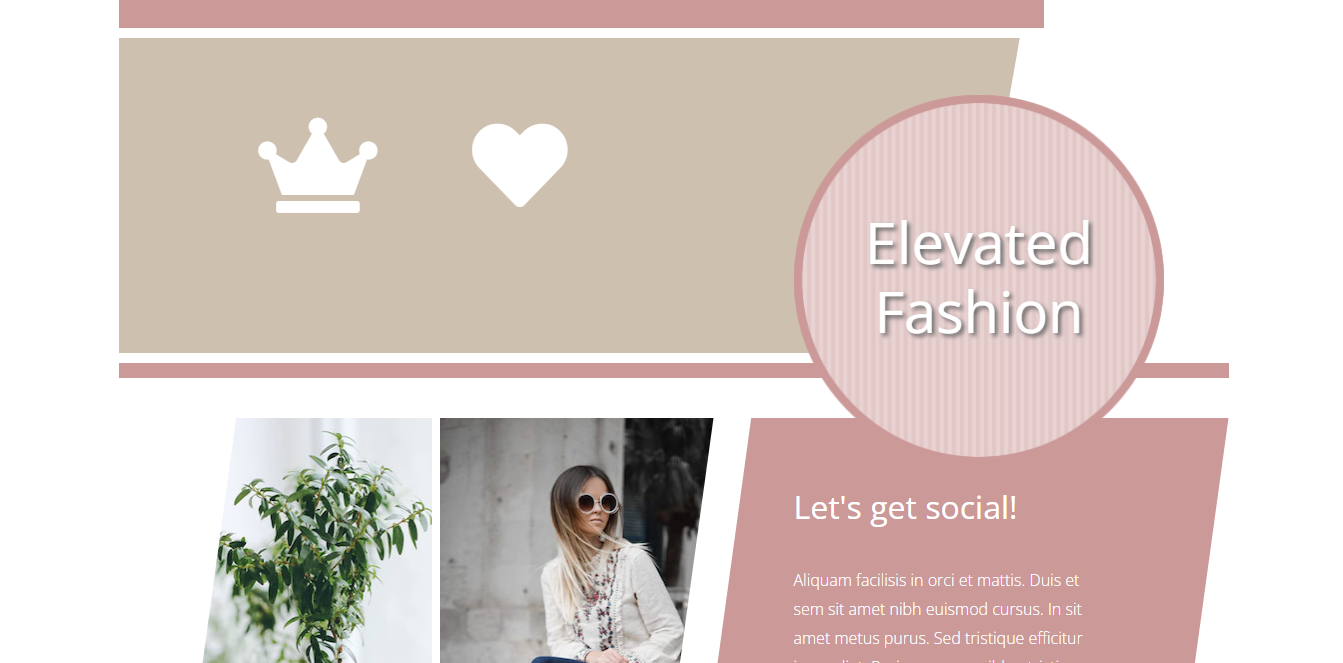 Elevated
Fashion
Let's get social!
Aliquam facilisis in orci et mattis. Duis et
sem sit amet nibh euismod cursus. In sit
amet metus purus. Sed tristique efficitur